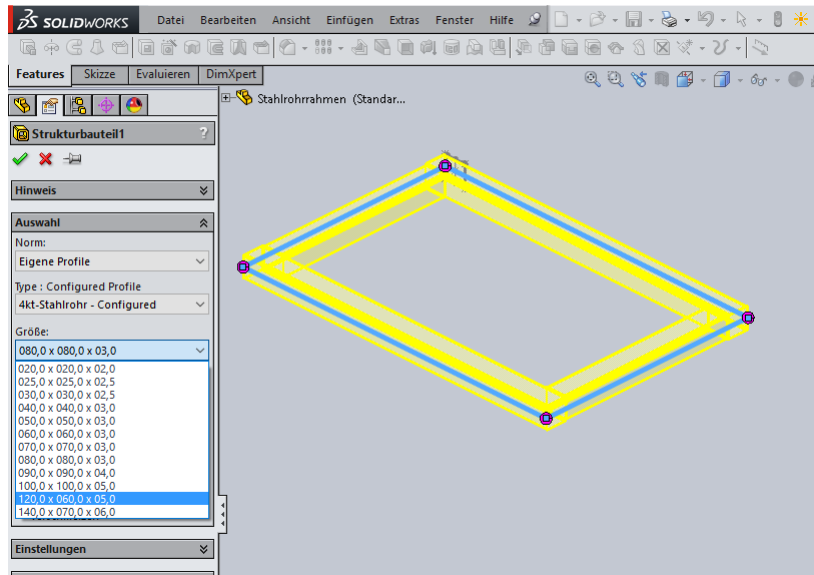 SOLIDWORKS Datei Bearbeiten Ansicht Einfügen Extras Fenster Hilfe
Features Skizze Evaluieren DimXpert
Stahlrohrrahmen (Standar...
Strukturbauteil1 ?
Hinweis
Auswahl
Norm:
Eigene Profile
Type : Configured Profile
4kt-Stahlrohr - Configured
Größe:
080,0 x 080,0 x 03,0
020,0 x 020,0 x 02,0
025,0 x 025,0 x 02,5
030,0 x 030,0 x 02,5
040,0 x 040,0 x 03,0
050,0 x 050,0 x 03,0
060,0 x 060,0 x 03,0
070,0 x 070,0 x 03,0
080,0 x 080,0 x 03,0
090,0 x 090,0 x 04,0
100,0 x 100,0 x 05,0
120,0 x 060,0 x 05,0
140,0 x 070,0 x 06,0
Einstellungen